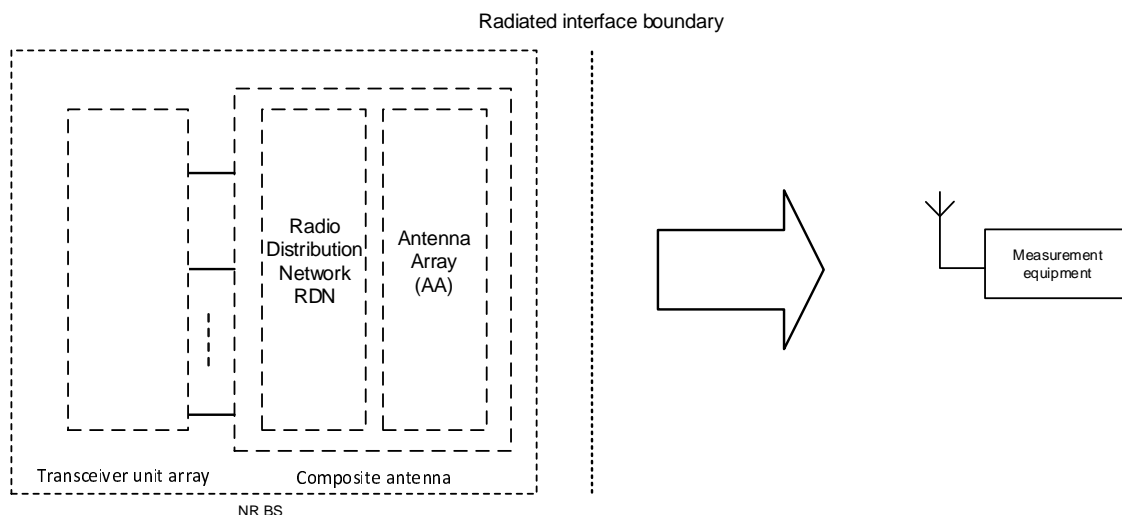 Radiated interface boundary
Radio
Distribution
Network
RDN
Antenna
Array
(AA)
Measurement
equipment
Transceiver unit array
Composite antenna
NR BS